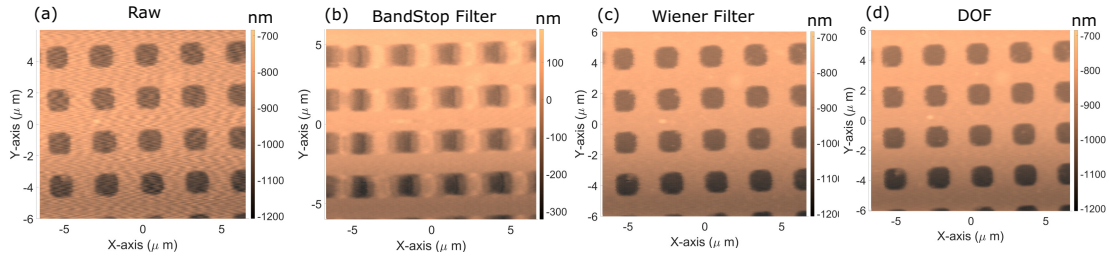 (a) Raw nm
-700
-800
-900
-1000
-1100
-1200
Y-axis(μ m)
4
2
0
-2
-4
-6
-5 0 5
X-axis (μ m)
(b) BandStop Filter nm
100
0
-100
-200
-300
Y-axis(μ m)
5
0
-5
-5 0 5
X-axis (μ m)
(c) Wiener Filter nm
-700
-800
-900
-1000
-1100
-1200
Y-axis (μ m)
6
4
2
0
-2
-4
-6
-5 0 5
X-axis (μ m)
(d) DOF nm
-700
-800
-900
-1000
-1100
-1200
Y-axis (μ m)
6
4
2
0
-2
-4
-6
-5 0 5
X-axis (μ m)